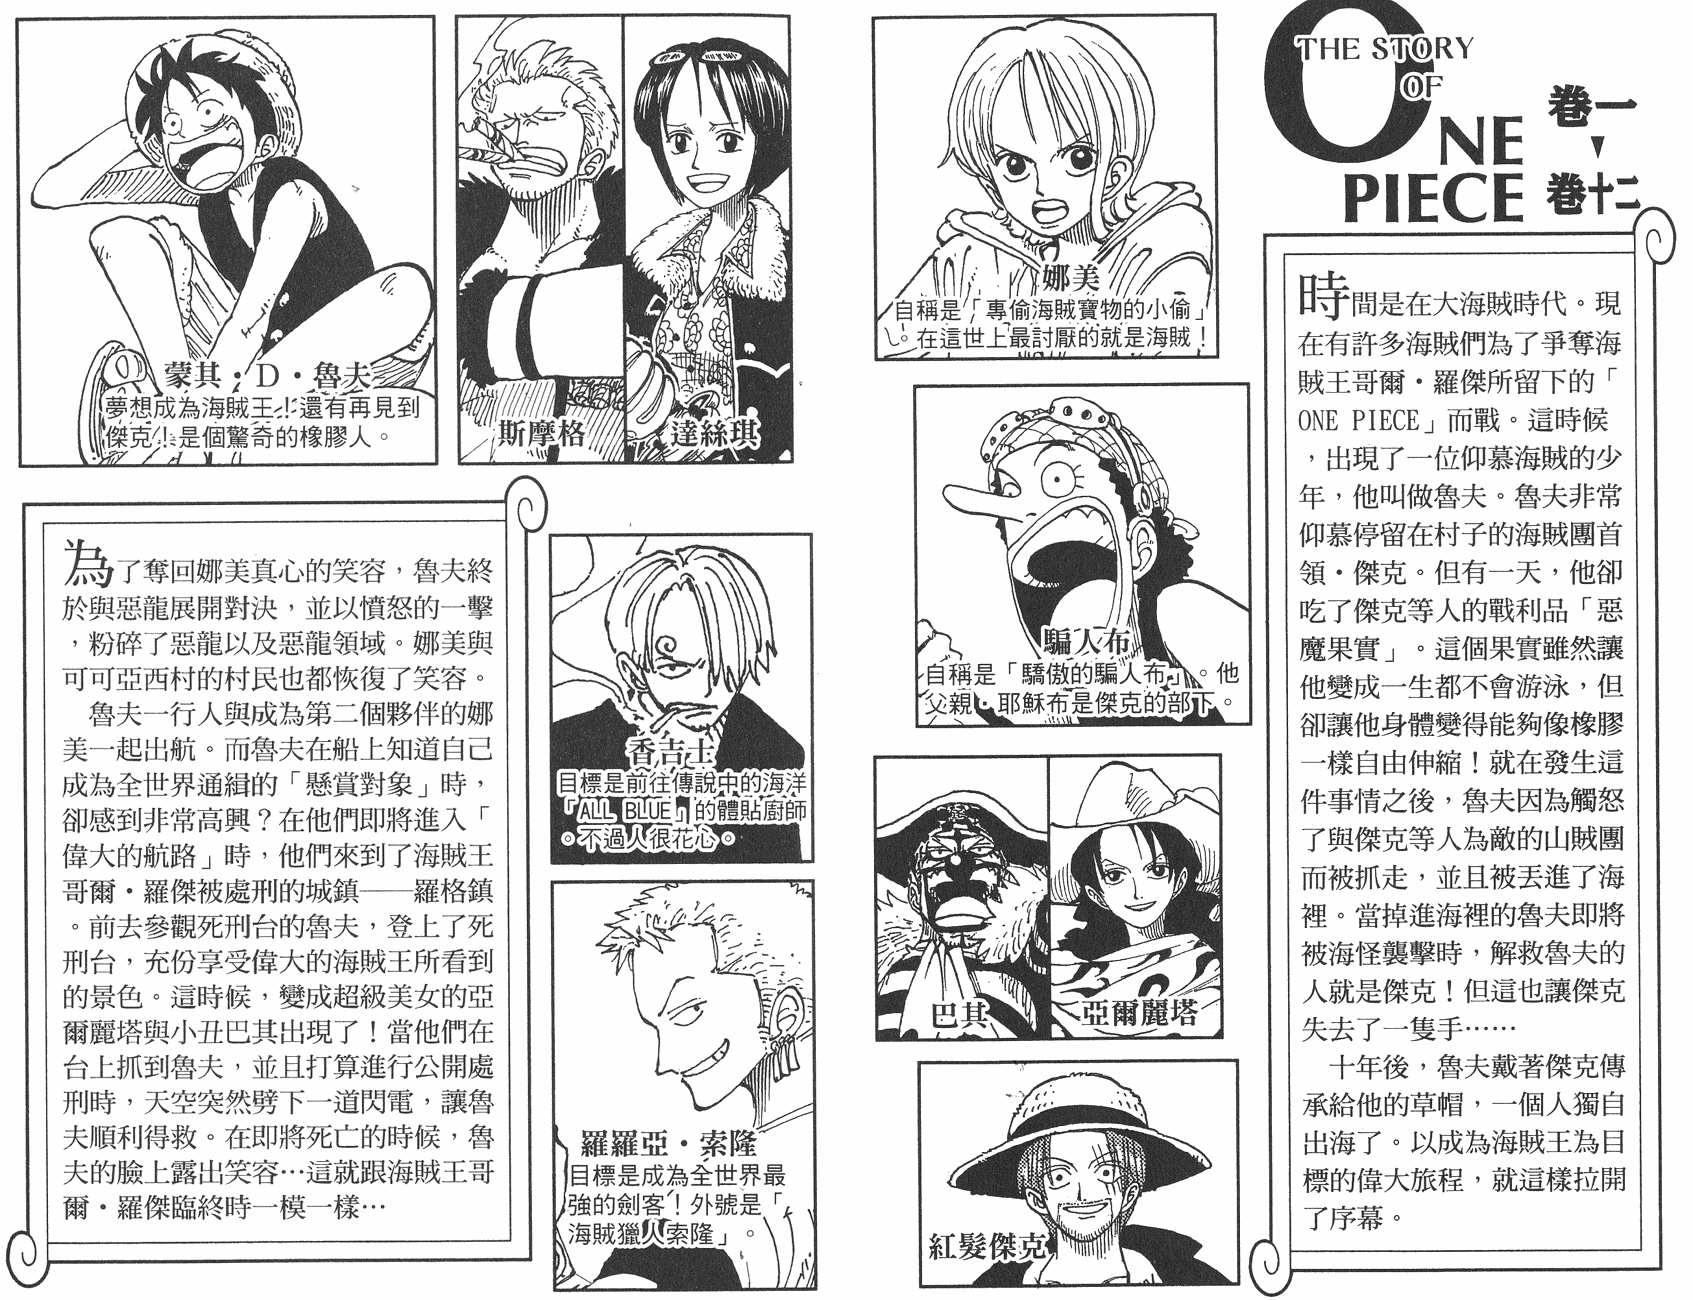 THE STORY
OF
ONE
PIECE
卷一
▼
卷十二
時間是在大海賊時代。現
在有許多海賊們為了爭奪海
賊王哥爾・羅傑所留下的「
ONE PIECE」而戰。這時候
，出現了一位仰慕海賊的少
年，他叫做魯夫。魯夫非常
仰慕停留在村子的海賊團首
領・傑克。但有一天，他卻
吃了傑克等人的戰利品「惡
魔果實」。這個果實雖然讓
他變成一生都不會游泳，但
卻讓他身體變得能夠像橡膠
一樣自由伸縮！就在發生這
件事情之後，魯夫因為觸怒
了與傑克等人為敵的山賊團
而被抓走，並且被丟進了海
裡。當掉進海裡的魯夫即將
被海怪襲擊時，解救魯夫的
人就是傑克！但這也讓傑克
失去了一隻手……
十年後，魯夫戴著傑克傳
承給他的草帽，一個人獨自
出海了。以成為海賊王為目
標的偉大旅程，就這樣拉開
了序幕。
娜美
自稱是「專偷海賊寶物的小偷」
。在這世上最討厭的就是海賊！
騙人布
自稱是「驕傲的騙人布」。他
父親・耶穌布是傑克的部下。
巴其
亞爾麗塔
紅髮傑克
蒙其・D・魯夫
夢想成為海賊王！還有再見到
傑克！是個驚奇的橡膠人。
斯摩格
達絲琪
香吉士
目標是前往傳說中的海洋
「ALL BLUE」的體貼廚師
。不過人很花心。
羅羅亞・索隆
目標是成為全世界最
強的劍客！外號是「
海賊獵人索隆」。
為了奪回娜美真心的笑容，魯夫終
於與惡龍展開對決，並以憤怒的一擊
，粉碎了惡龍以及惡龍領域。娜美與
可可亞西村的村民也都恢復了笑容。
魯夫一行人與成為第二個夥伴的娜
美一起出航。而魯夫在船上知道自己
成為全世界通緝的「懸賞對象」時，
卻感到非常高興？在他們即將進入「
偉大的航路」時，他們來到了海賊王
哥爾・羅傑被處刑的城鎮——羅格鎮
。前去參觀死刑台的魯夫，登上了死
刑台，充份享受偉大的海賊王所看到
的景色。這時候，變成超級美女的亞
爾麗塔與小丑巴其出現了！當他們在
台上抓到魯夫，並且打算進行公開處
刑時，天空突然劈下一道閃電，讓魯
夫順利得救。在即將死亡的時候，魯
夫的臉上露出笑容…這就跟海賊王哥
爾・羅傑臨終時一模一樣…